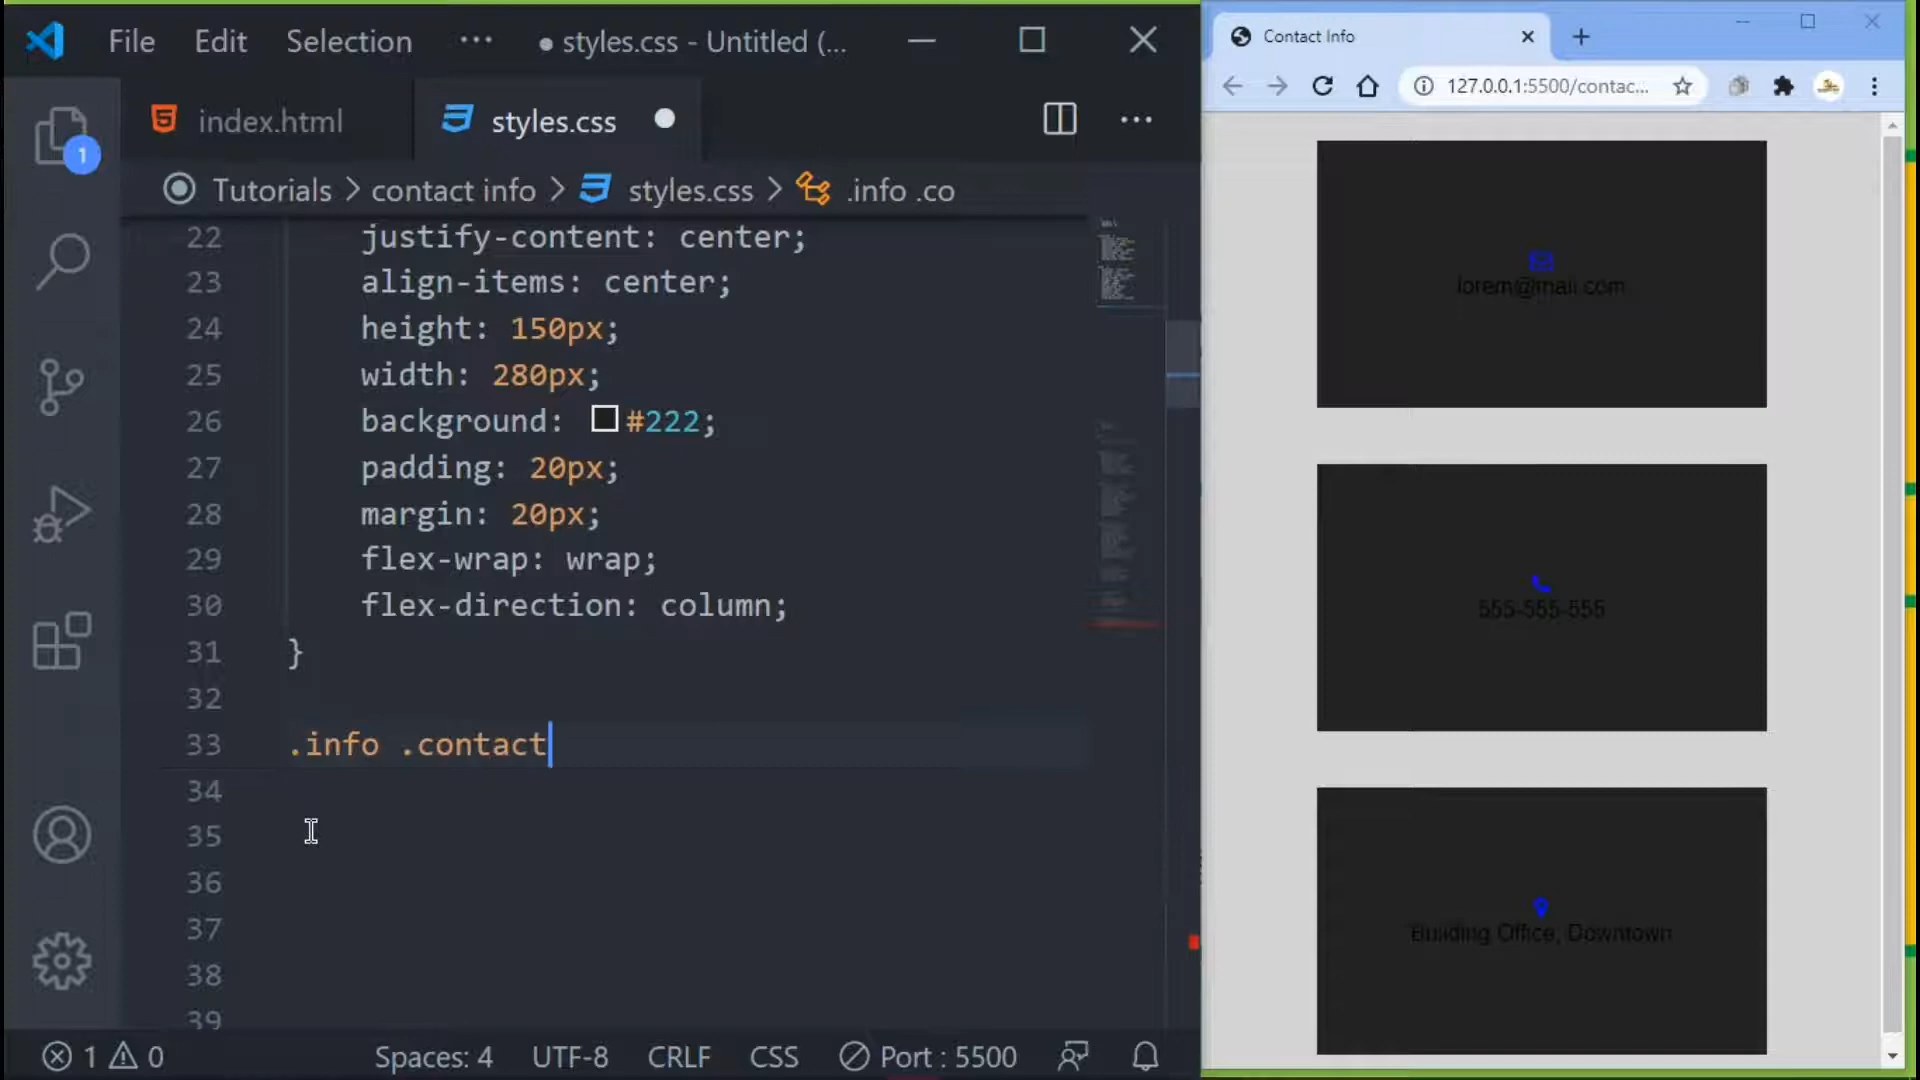 File Edit Selection ··· ● styles.css - Untitled (...
index.html styles.css
Tutorials > contact info > styles.css > .info .co
22 justify-content: center;
23 align-items: center;
24 height: 150px;
25 width: 280px;
26 background: #222;
27 padding: 20px;
28 margin: 20px;
29 flex-wrap: wrap;
30 flex-direction: column;
31 }
32
33 .info .contact
34
35
36
37
38
39
1
1 0 Spaces: 4 UTF-8 CRLF CSS Port : 5500
Contact Info
127.0.0.1:5500/contac...
lorem@mail.com
555-555-555
Building Office, Downtown